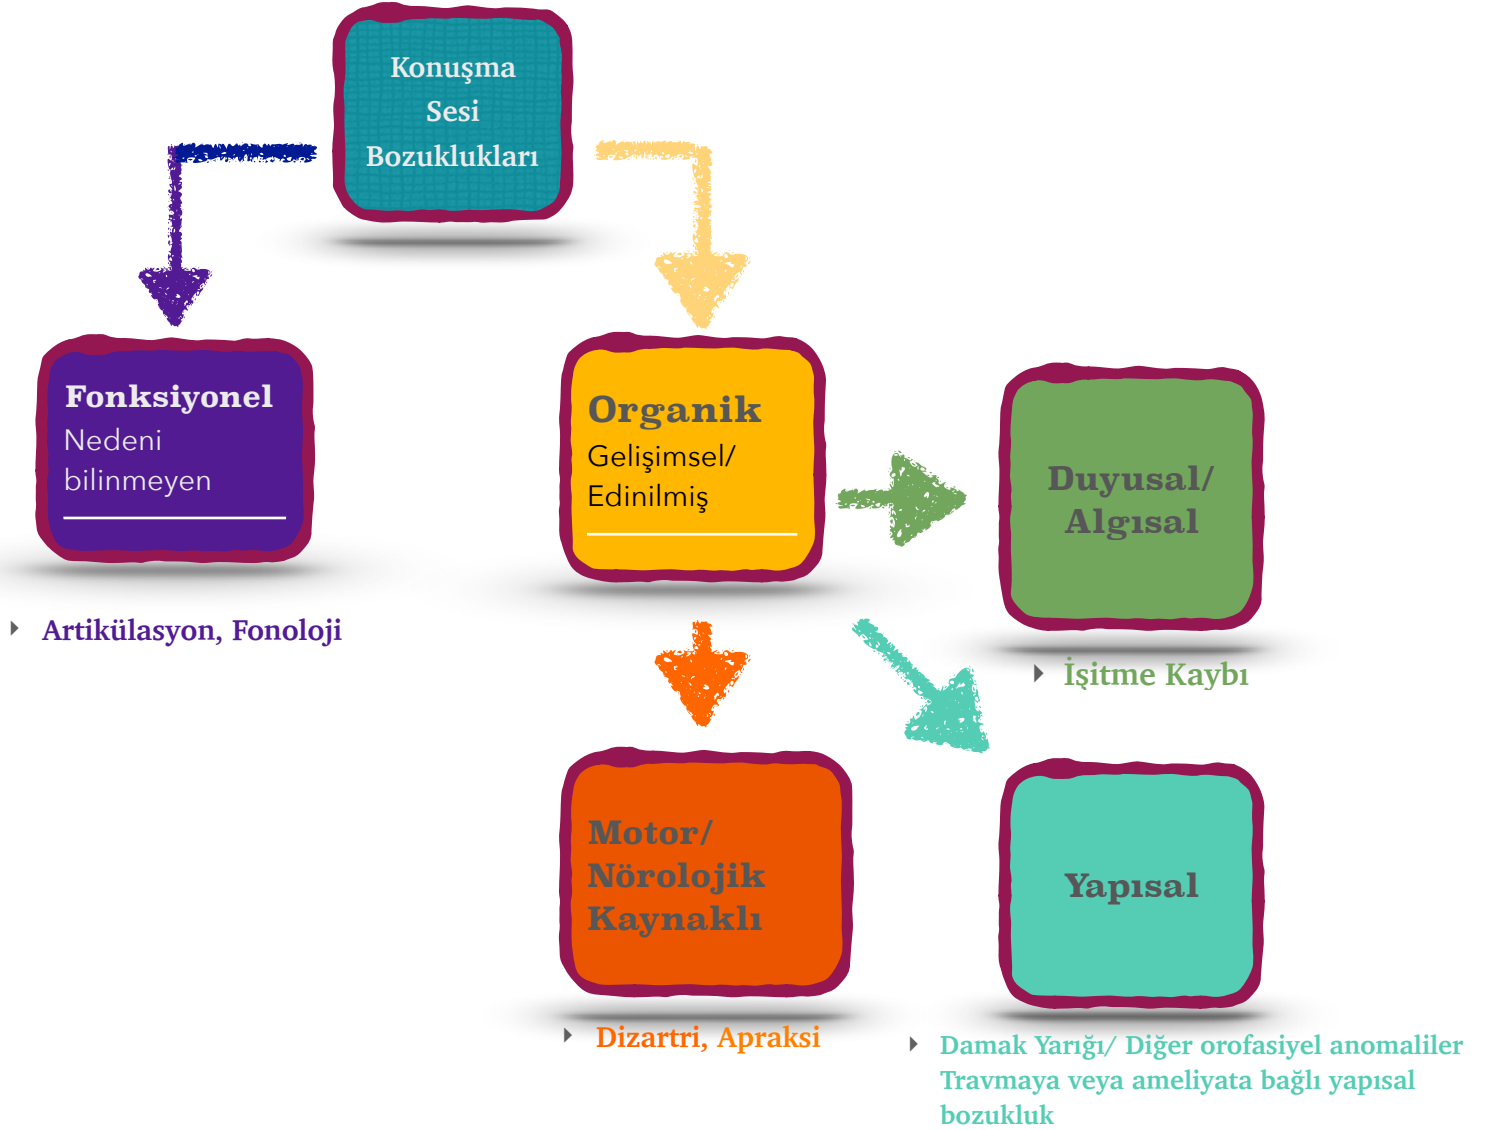 Konuşma
Sesi
Bozuklukları
Fonksiyonel
Nedeni
bilinmeyen
Artikülasyon, Fonoloji
Organik
Gelişimsel/
Edinilmiş
Duyusal/
Algısal
İşitme Kaybı
Motor/
Nörolojik
Kaynaklı
Dizartri, Apraksi
Yapısal
Damak Yarığı/ Diğer orofasiyel anomaliler
Travmaya veya ameliyata bağlı yapısal
bozukluk